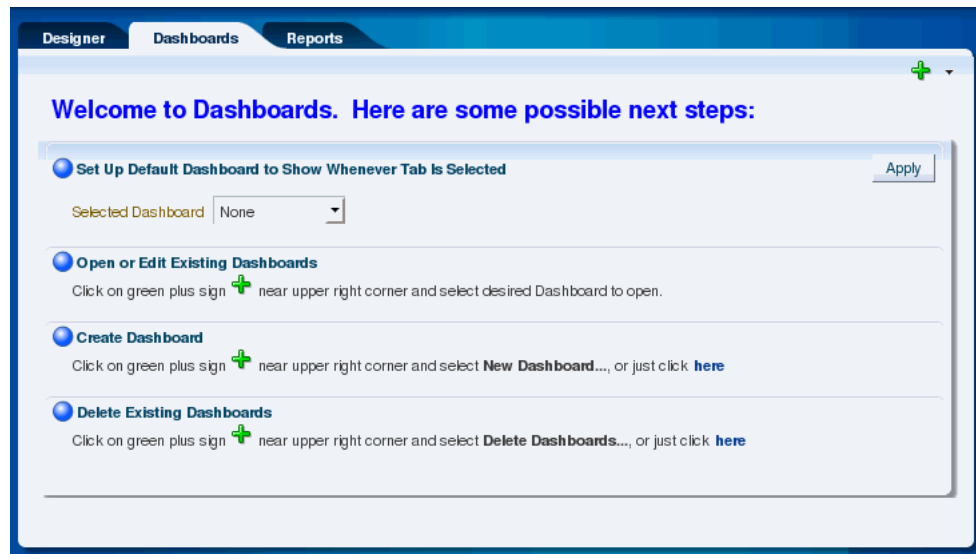 Designer Dashboards Reports
Welcome to Dashboards. Here are some possible next steps:
Set Up Default Dashboard to Show Whenever Tab Is Selected
Apply
Selected Dashboard None
Open or Edit Existing Dashboards
Click on green plus sign near upper right corner and select desired Dashboard to open.
Create Dashboard
Click on green plus sign near upper right corner and select New Dashboard..., or just click here
Delete Existing Dashboards
Click on green plus sign near upper right corner and select Delete Dashboards..., or just click here